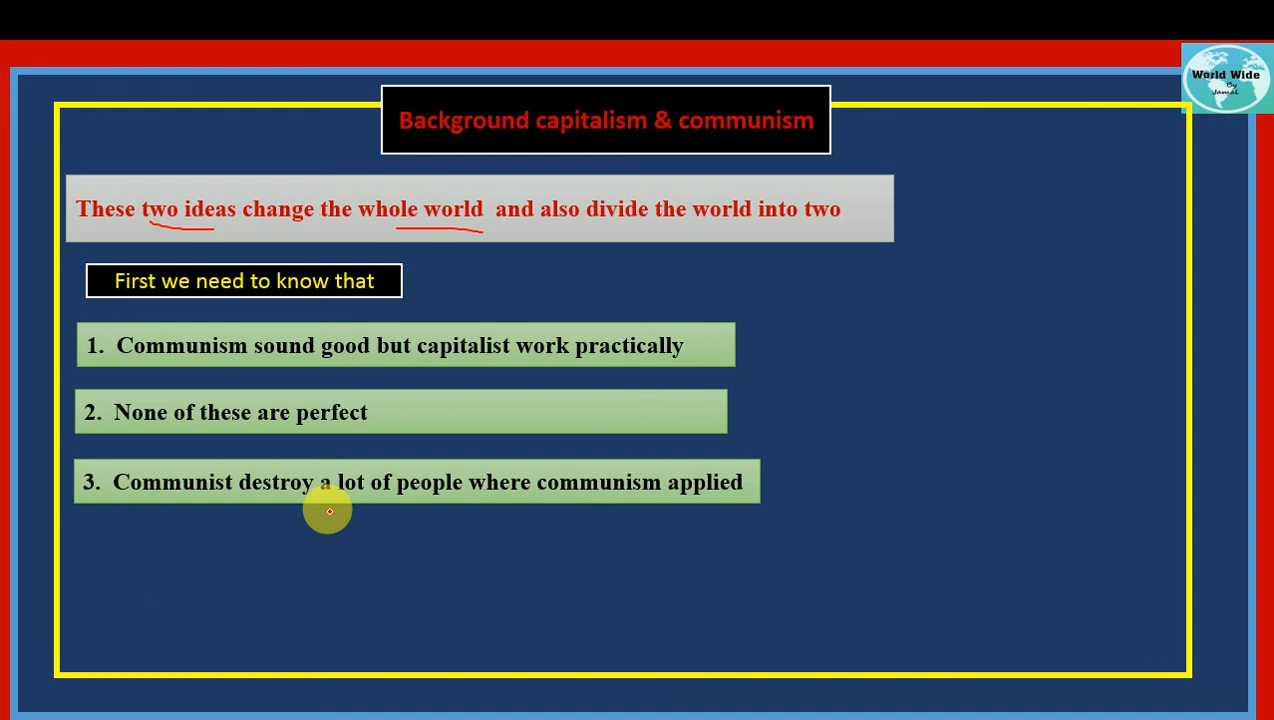 World Wide
By
Jamal
Background capitalism & communism
These two ideas change the whole world and also divide the world into two
First we need to know that
1. Communism sound good but capitalist work practically
2. None of these are perfect
3. Communist destroy a lot of people where communism applied